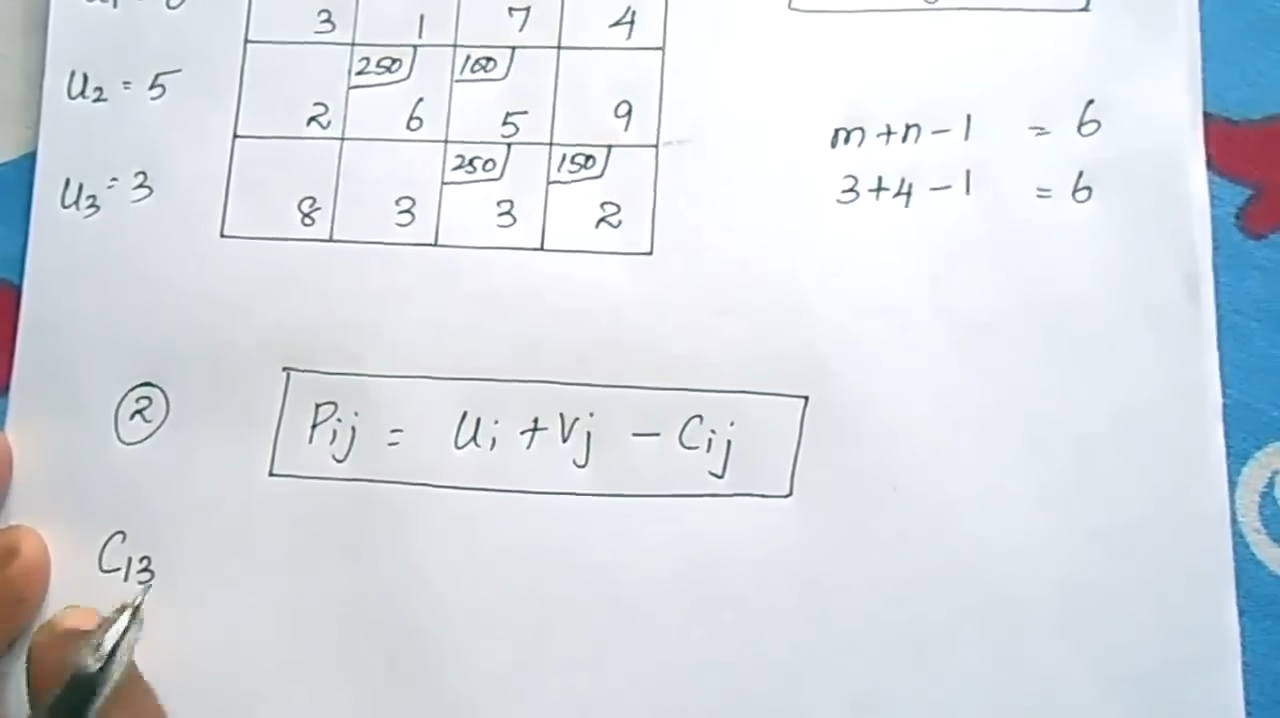 3 1 7 4
U2 = 5 250 100
2 6 5 9
m+n-1 = 6
U3 = 3 250 150
8 3 3 2
3+4-1 = 6
2 Pij = Ui + Vj - Cij
C13